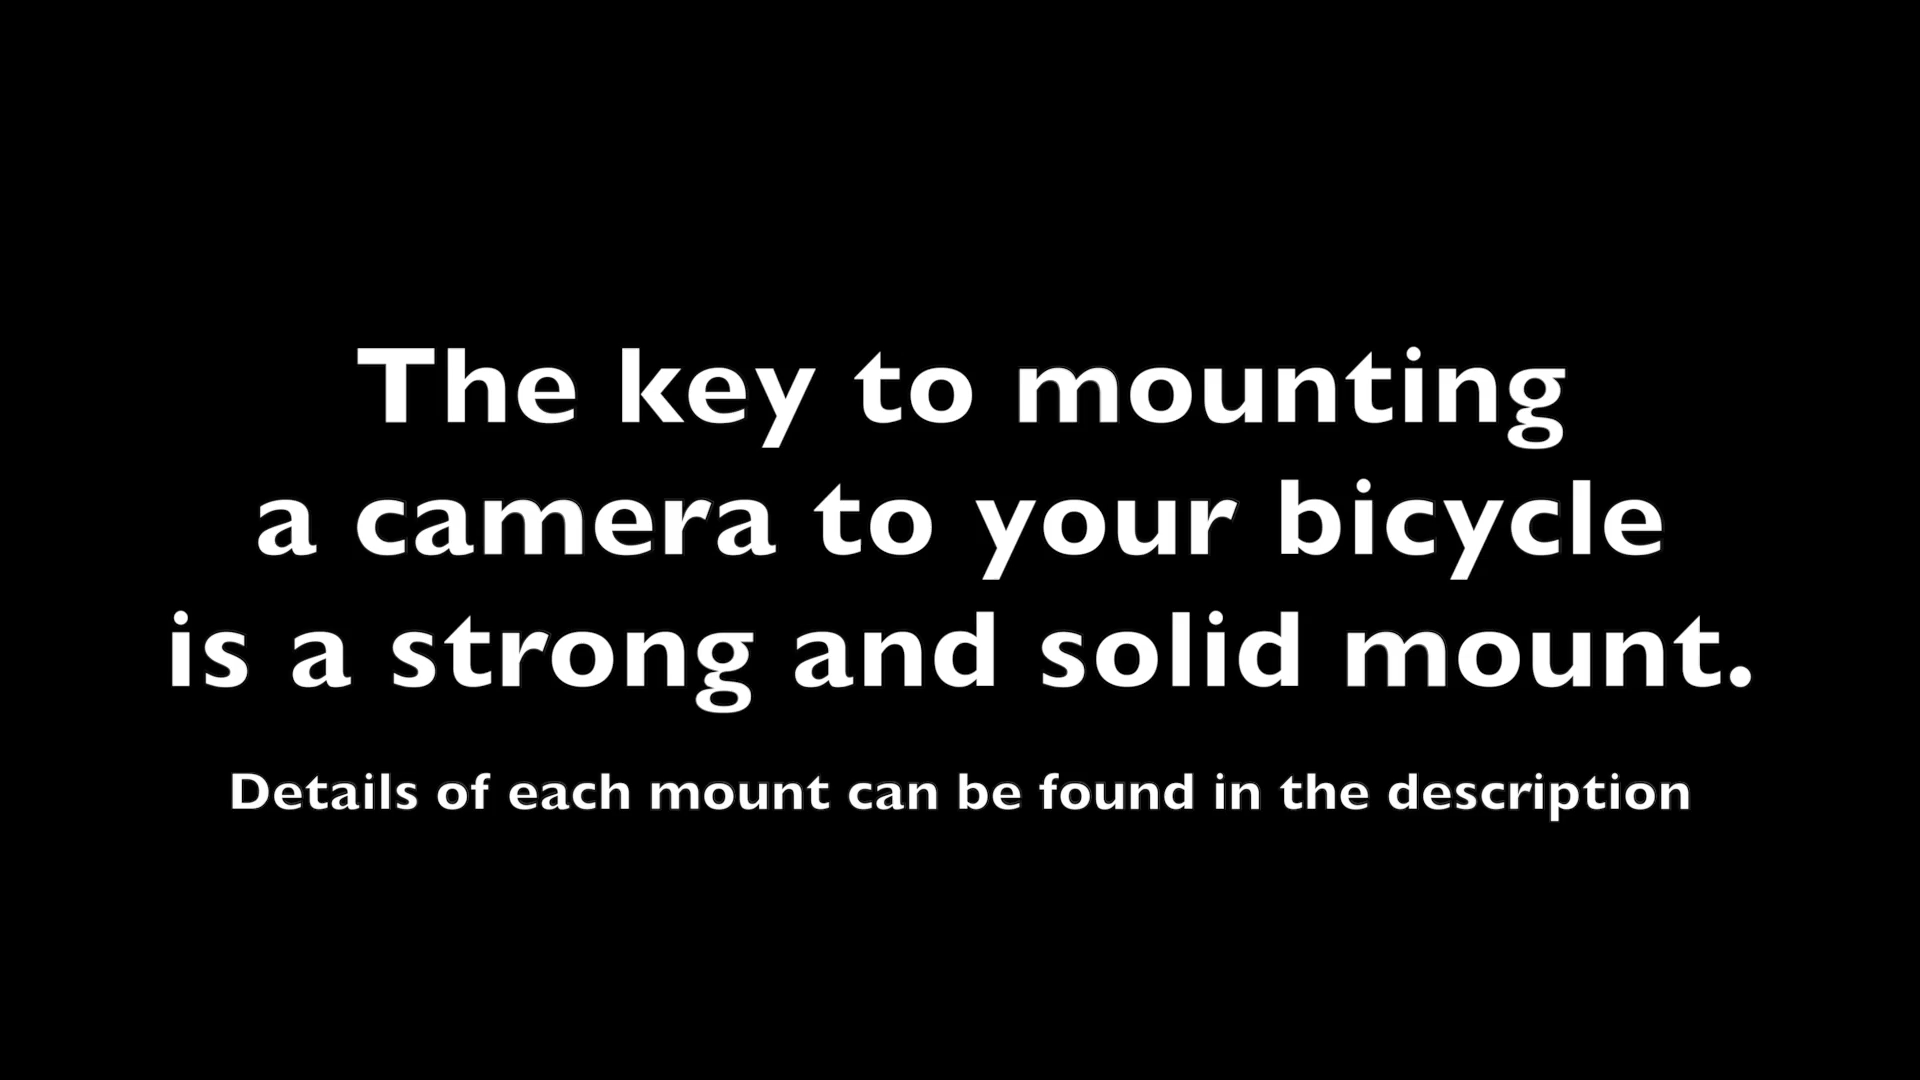 The key to mounting
a camera to your bicycle
is a strong and solid mount.
Details of each mount can be found in the description